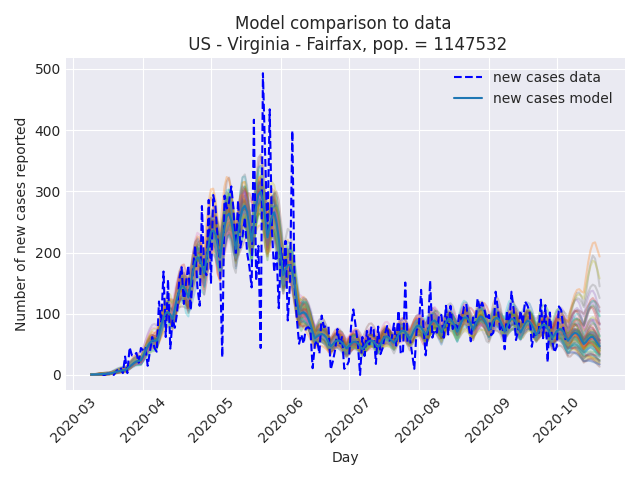 Model comparison to data
US - Virginia - Fairfax, pop. = 1147532
new cases data
new cases model
Number of new cases reported
500
400
300
200
100
0
2020-03
2020-04
2020-05
2020-06
2020-07
2020-08
2020-09
2020-10
Day